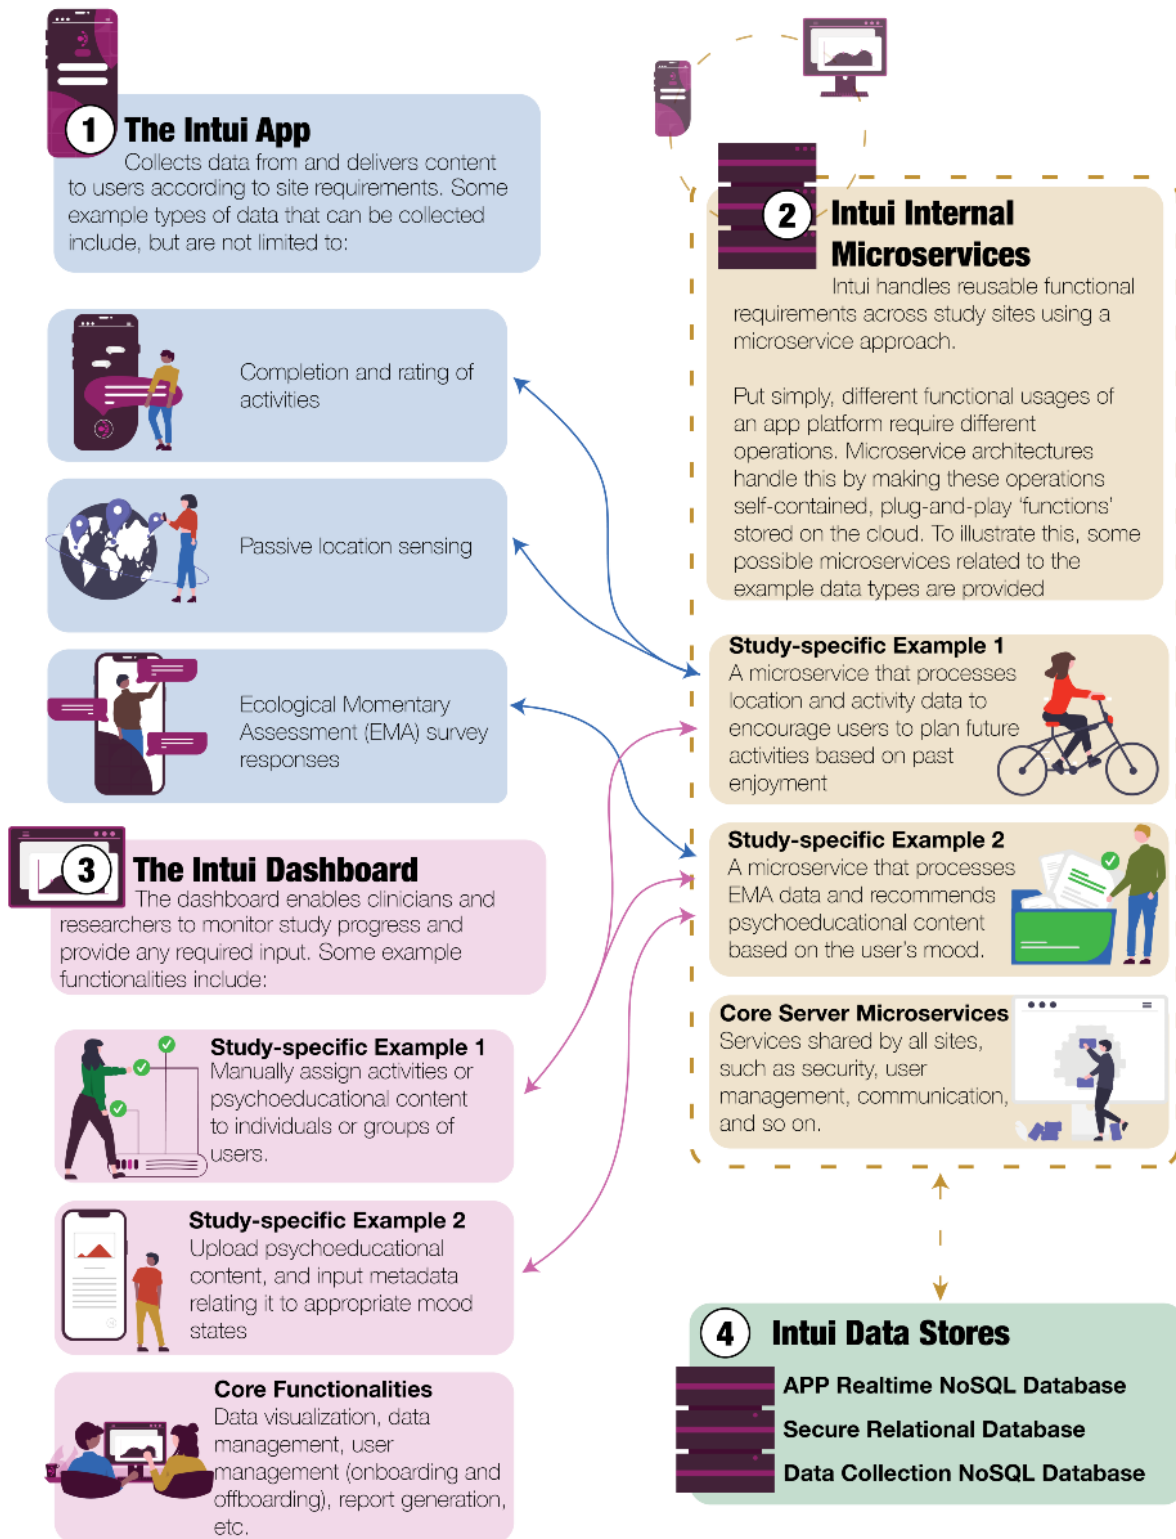 1
The Intui App
Collects data from and delivers content
to users according to site requirements. Some
example types of data that can be collected
include, but are not limited to:
Completion and rating of
activities
Passive location sensing
Ecological Momentary
Assessment (EMA) survey
responses
2
Intui Internal
Microservices
Intui handles reusable functional
requirements across study sites using a
microservice approach.
Put simply, different functional usages of
an app platform require different
operations. Microservice architectures
handle this by making these operations
self-contained, plug-and-play ‘functions’
stored on the cloud. To illustrate this, some
possible microservices related to the
example data types are provided
Study-specific Example 1
A microservice that processes
location and activity data to
encourage users to plan future
activities based on past
enjoyment
Study-specific Example 2
A microservice that processes
EMA data and recommends
psychoeducational content
based on the user’s mood.
Core Server Microservices
Services shared by all sites,
such as security, user
management, communication,
and so on.
3
The Intui Dashboard
The dashboard enables clinicians and
researchers to monitor study progress and
provide any required input. Some example
functionalities include:
Study-specific Example 1
Manually assign activities or
psychoeducational content
to individuals or groups of
users.
Study-specific Example 2
Upload psychoeducational
content, and input metadata
relating it to appropriate mood
states
Core Functionalities
Data visualization, data
management, user
management (onboarding and
offboarding), report generation,
etc.
4
Intui Data Stores
APP Realtime NoSQL Database
Secure Relational Database
Data Collection NoSQL Database